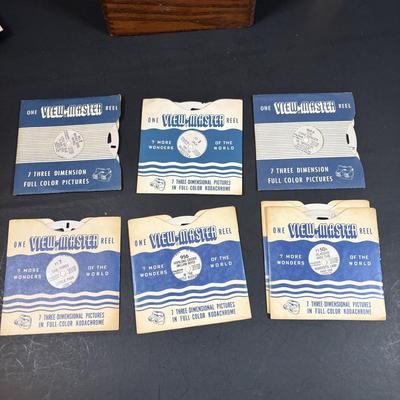 ONE VIEW-MASTER REEL
7 THREE DIMENSION
FULL COLOR PICTURES
ONE VIEW-MASTER REEL
7 MORE WONDERS OF THE WORLD
7 THREE-DIMENSIONAL PICTURES
IN FULL-COLOR KODACHROME
ONE VIEW-MASTER REEL
7 THREE DIMENSION
FULL COLOR PICTURES
ONE VIEW-MASTER REEL
7 MORE WONDERS OF THE WORLD
7 THREE-DIMENSIONAL PICTURES
IN FULL-COLOR KODACHROME
ONE VIEW-MASTER REEL
7 MORE WONDERS OF THE WORLD
956
7 THREE-DIMENSIONAL PICTURES
IN FULL-COLOR KODACHROME
ONE VIEW-MASTER REEL
7 MORE WONDERS OF THE WORLD
7 THREE-DIMENSIONAL PICTURES
IN FULL-COLOR KODACHROME